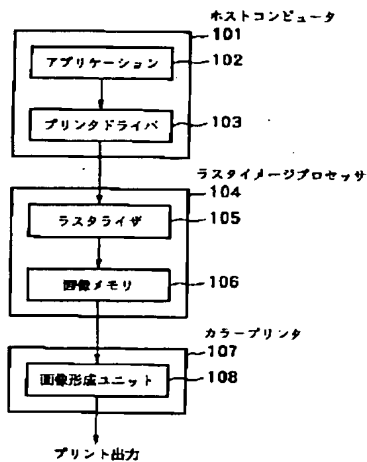 ホストコンピュータ
101
アプリケーション
102
プリンタドライバ
103
ラスタイメージプロセッサ
104
ラスタライザ
105
画像メモリ
106
カラープリンタ
107
画像形成ユニット
108
プリント出力